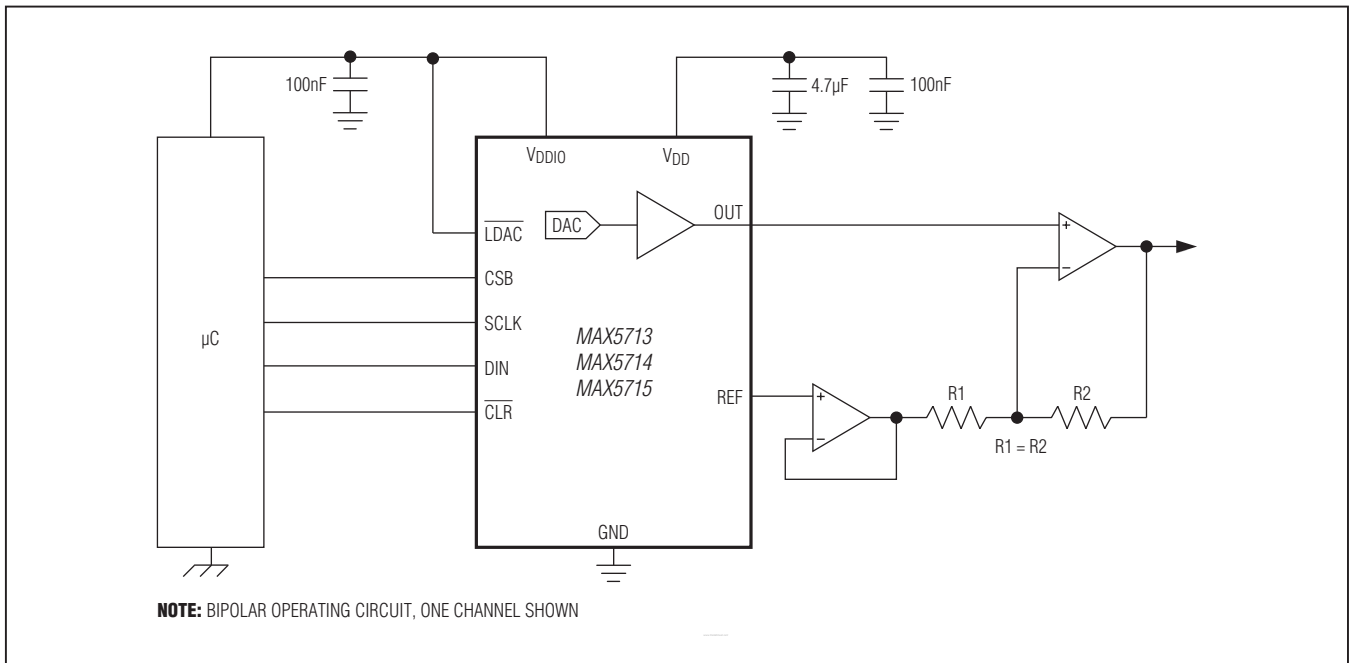 100nF
4.7µF
100nF
VDDIO
VDD
LDAC
DAC
OUT
+
−
CSB
SCLK
DIN
CLR
µC
MAX5713
MAX5714
MAX5715
REF
+
−
R1
R2
R1 = R2
GND
NOTE: BIPOLAR OPERATING CIRCUIT, ONE CHANNEL SHOWN